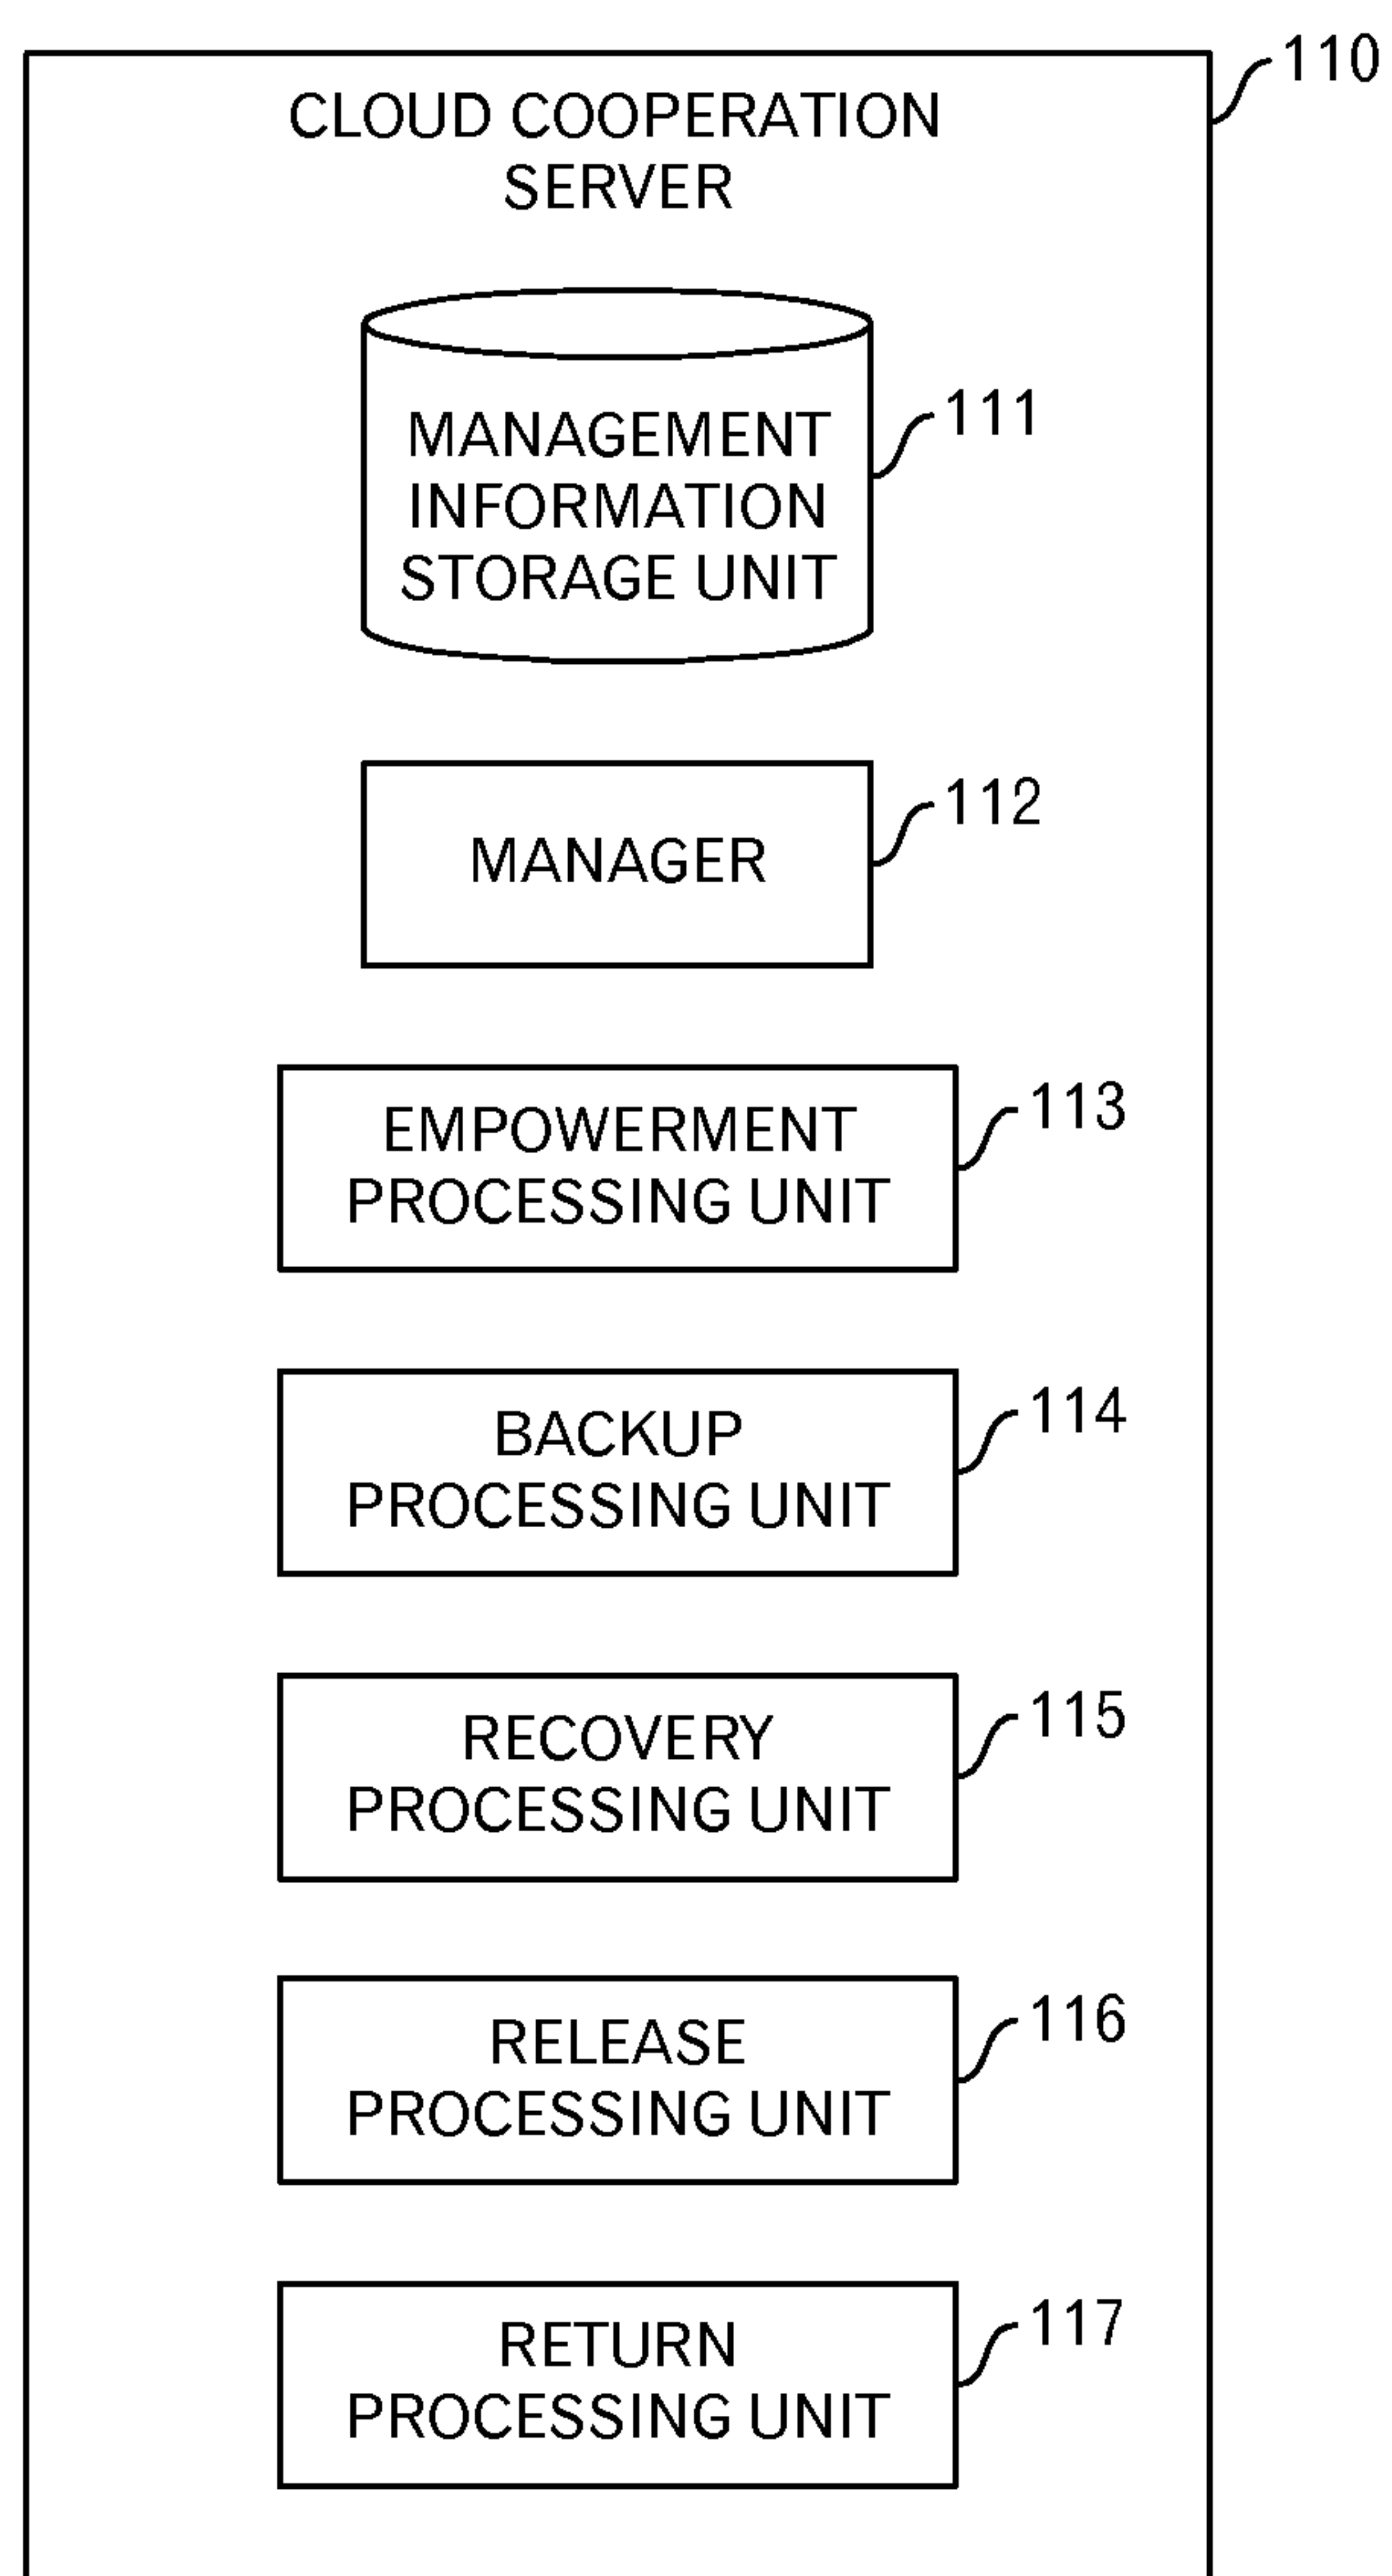 110
CLOUD COOPERATION
SERVER
MANAGEMENT
INFORMATION
STORAGE UNIT
111
MANAGER
112
EMPOWERMENT
PROCESSING UNIT
113
BACKUP
PROCESSING UNIT
114
RECOVERY
PROCESSING UNIT
115
RELEASE
PROCESSING UNIT
116
RETURN
PROCESSING UNIT
117